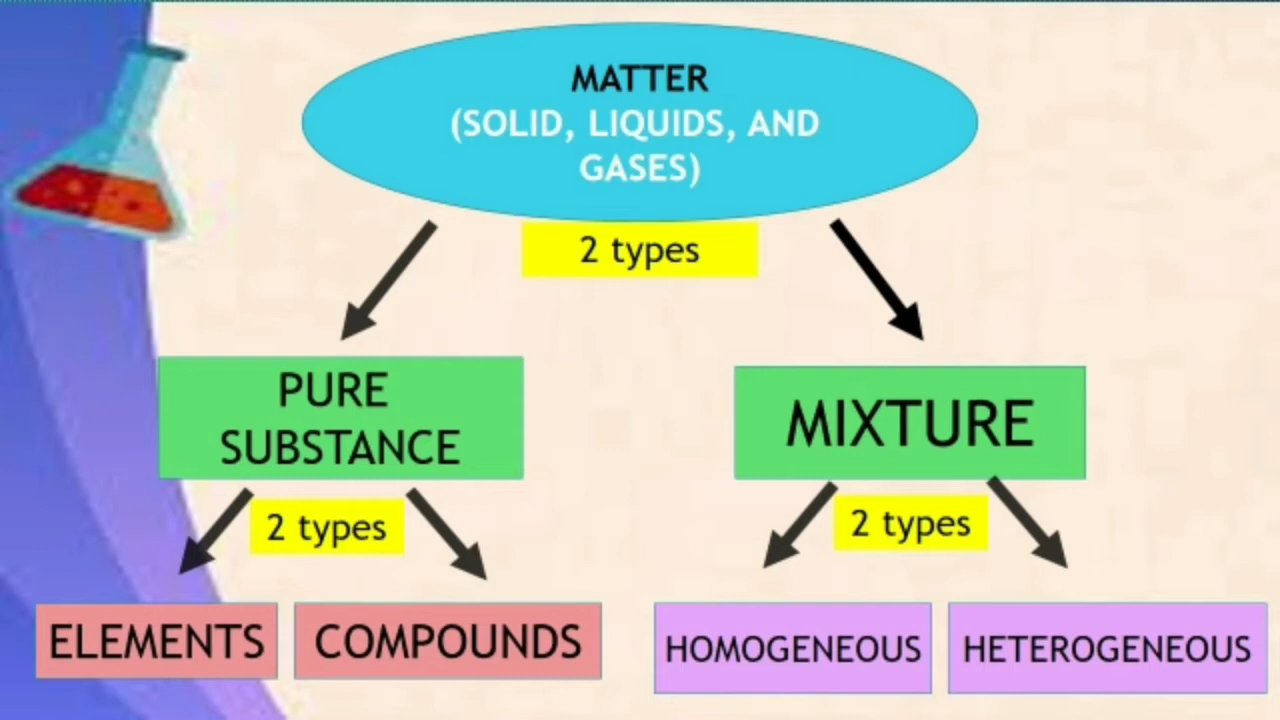 MATTER
(SOLID, LIQUIDS, AND
GASES)
2 types
PURE
SUBSTANCE
MIXTURE
2 types
2 types
ELEMENTS
COMPOUNDS
HOMOGENEOUS
HETEROGENEOUS